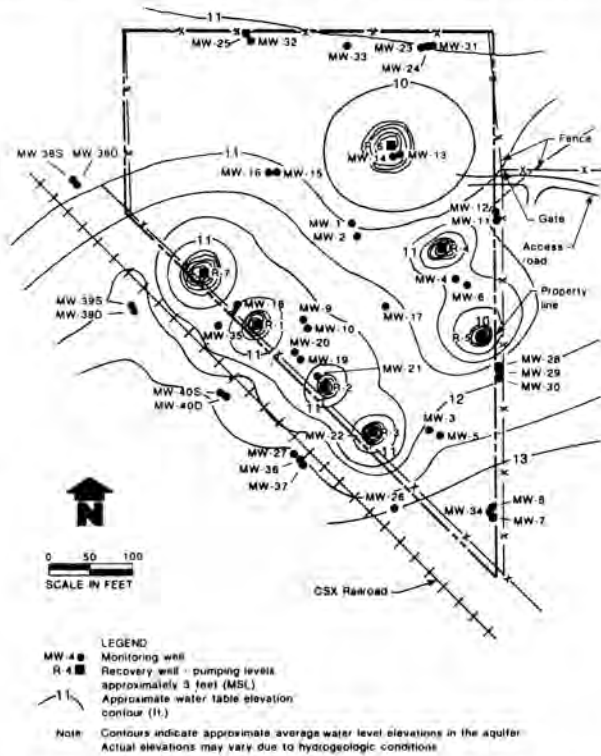 11
MW-25
MW-32
MW-33
MW-23
MW-31
MW-24
10
R-6
MW-14
MW-13
Fence
MW-38S
MW-38D
11
MW-16
MW-15
MW-12
MW-11
Gate
MW-1
MW-2
Access
road
11
R-4
11
R-7
MW-4
MW-6
Property
line
MW-39S
MW-39D
MW-18
MW-9
MW-17
10
R-5
MW-35
R-1
MW-10
11
MW-20
MW-19
MW-21
MW-28
MW-29
MW-30
MW-40S
MW-40D
R-2
11
12
MW-3
MW-22
R-3
MW-5
11
MW-27
MW-36
MW-37
13
MW-26
MW-8
MW-34
MW-7
N
0 50 100
SCALE IN FEET
CSX Railroad
LEGEND
MW-4 Monitoring well
R-4 Recovery well - pumping levels
approximately 3 feet (MSL)
11 Approximate water table elevation
contour (ft.)
Note: Contours indicate approximate average water level elevations in the aquifer
Actual elevations may vary due to hydrogeologic conditions